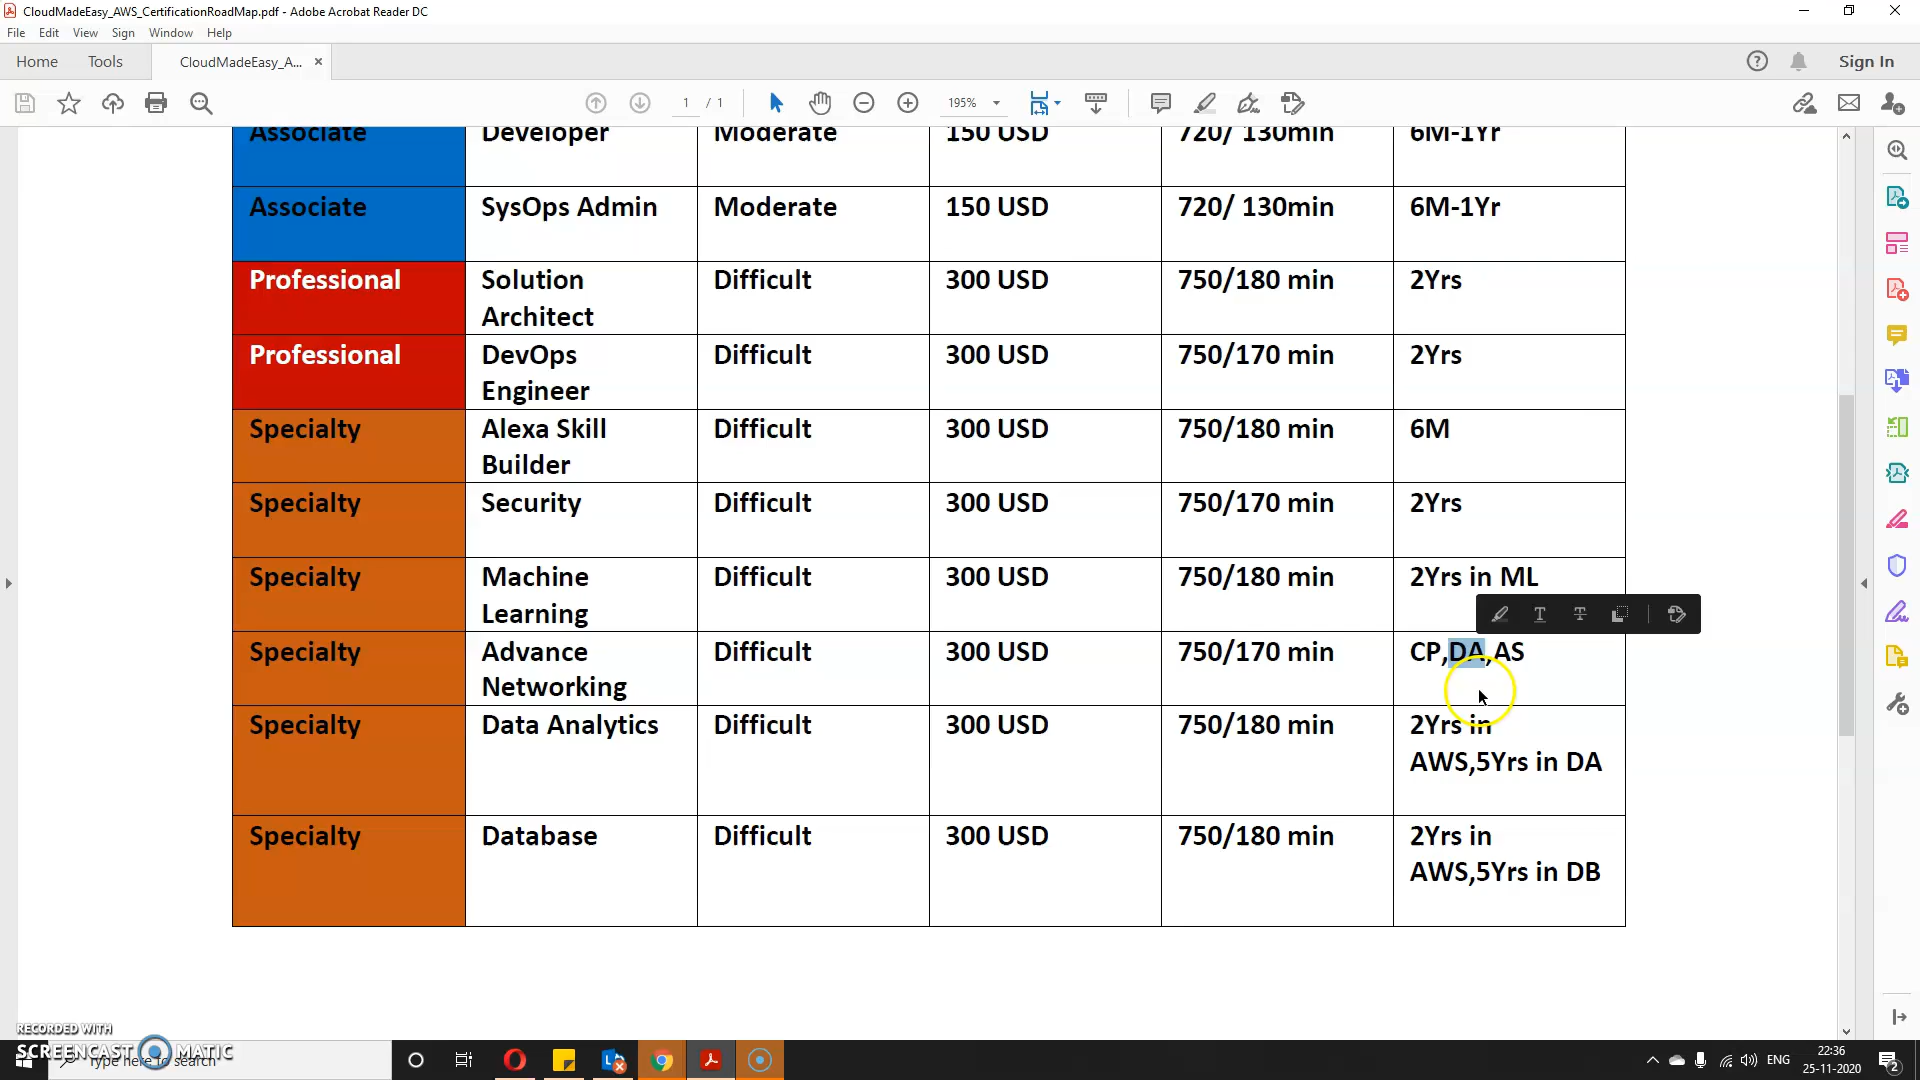 CloudMadeEasy_AWS_CertificationRoadMap.pdf - Adobe Acrobat Reader DC
File Edit View Sign Window Help
Home Tools CloudMadeEasy_A... × Sign In
1 / 1 195%
Associate Developer Moderate 150 USD 720/ 130min 6M-1Yr
Associate SysOps Admin Moderate 150 USD 720/ 130min 6M-1Yr
Professional Solution Difficult 300 USD 750/180 min 2Yrs
Architect
Professional DevOps Difficult 300 USD 750/170 min 2Yrs
Engineer
Specialty Alexa Skill Difficult 300 USD 750/180 min 6M
Builder
Specialty Security Difficult 300 USD 750/170 min 2Yrs
Specialty Machine Difficult 300 USD 750/180 min 2Yrs in ML
Learning
Specialty Advance Difficult 300 USD 750/170 min CP,DA,AS
Networking
Specialty Data Analytics Difficult 300 USD 750/180 min 2Yrs in
AWS,5Yrs in DA
Specialty Database Difficult 300 USD 750/180 min 2Yrs in
AWS,5Yrs in DB
RECORDED WITH
SCREENCAST MATIC
Type here to search
ENG 22:36
25-11-2020 2